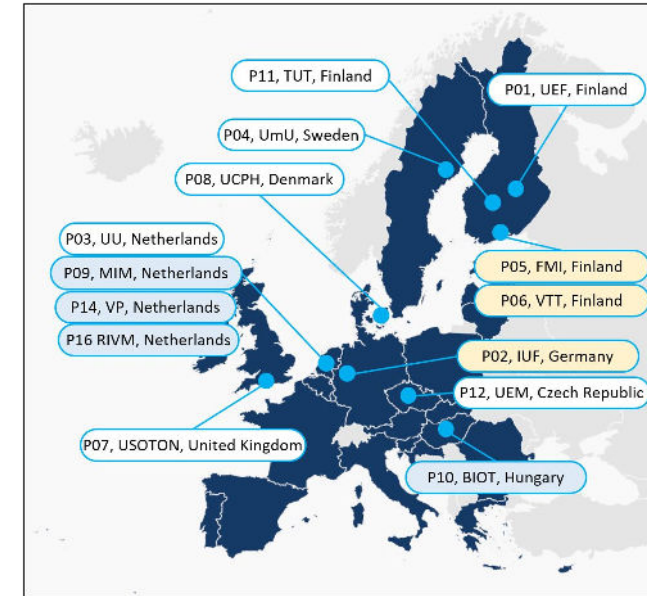 P11, TUT, Finland
P01, UEF, Finland
P04, UmU, Sweden
P08, UCPH, Denmark
P03, UU, Netherlands
P09, MIM, Netherlands
P05, FMI, Finland
P14, VP, Netherlands
P06, VTT, Finland
P16 RIVM, Netherlands
P02, IUF, Germany
P12, UEM, Czech Republic
P07, USOTON, United Kingdom
P10, BIOT, Hungary